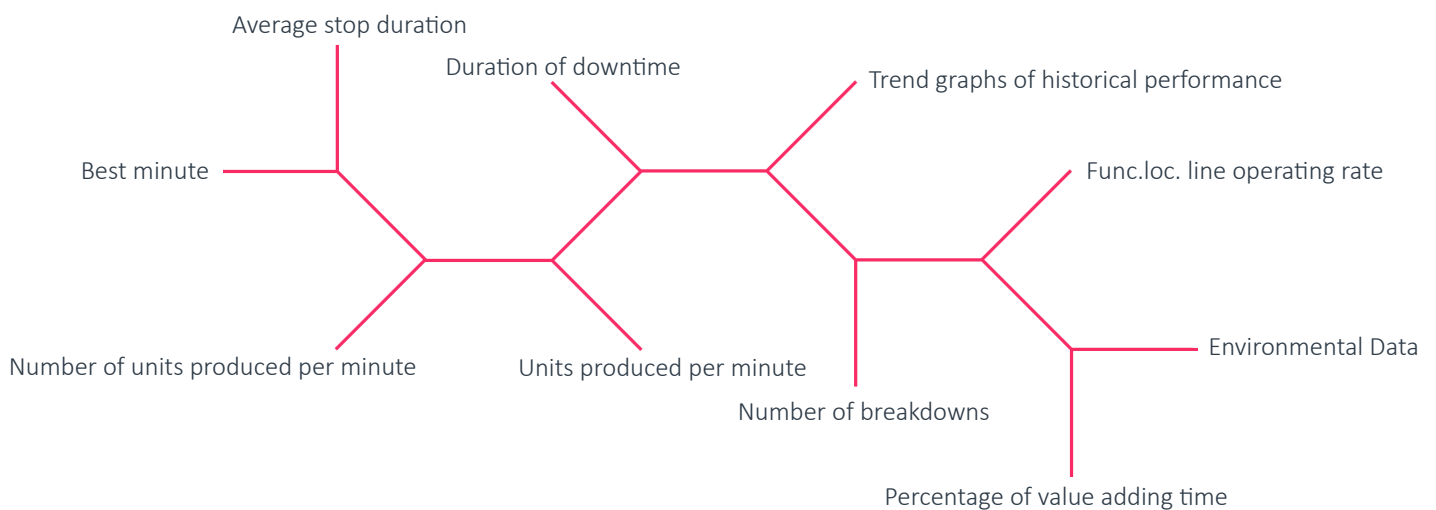 Average stop duration
Duration of downtime
Trend graphs of historical performance
Best minute
Func.loc. line operating rate
Number of units produced per minute
Units produced per minute
Environmental Data
Number of breakdowns
Percentage of value adding time